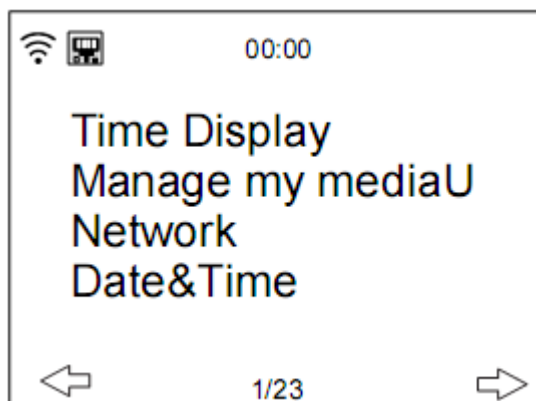 00:00
Time Display
Manage my mediaU
Network
Date&Time
1/23